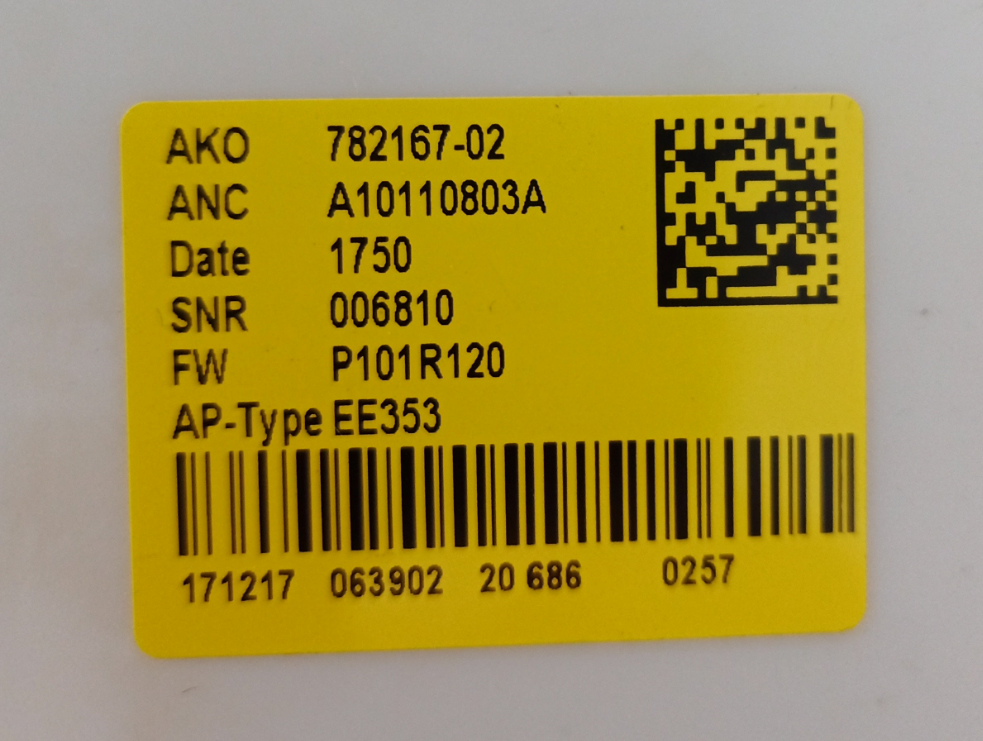 AKO 782167-02
ANC A10110803A
Date 1750
SNR 006810
FW P101R120
AP-Type EE353
171217 063902 20 686 0257